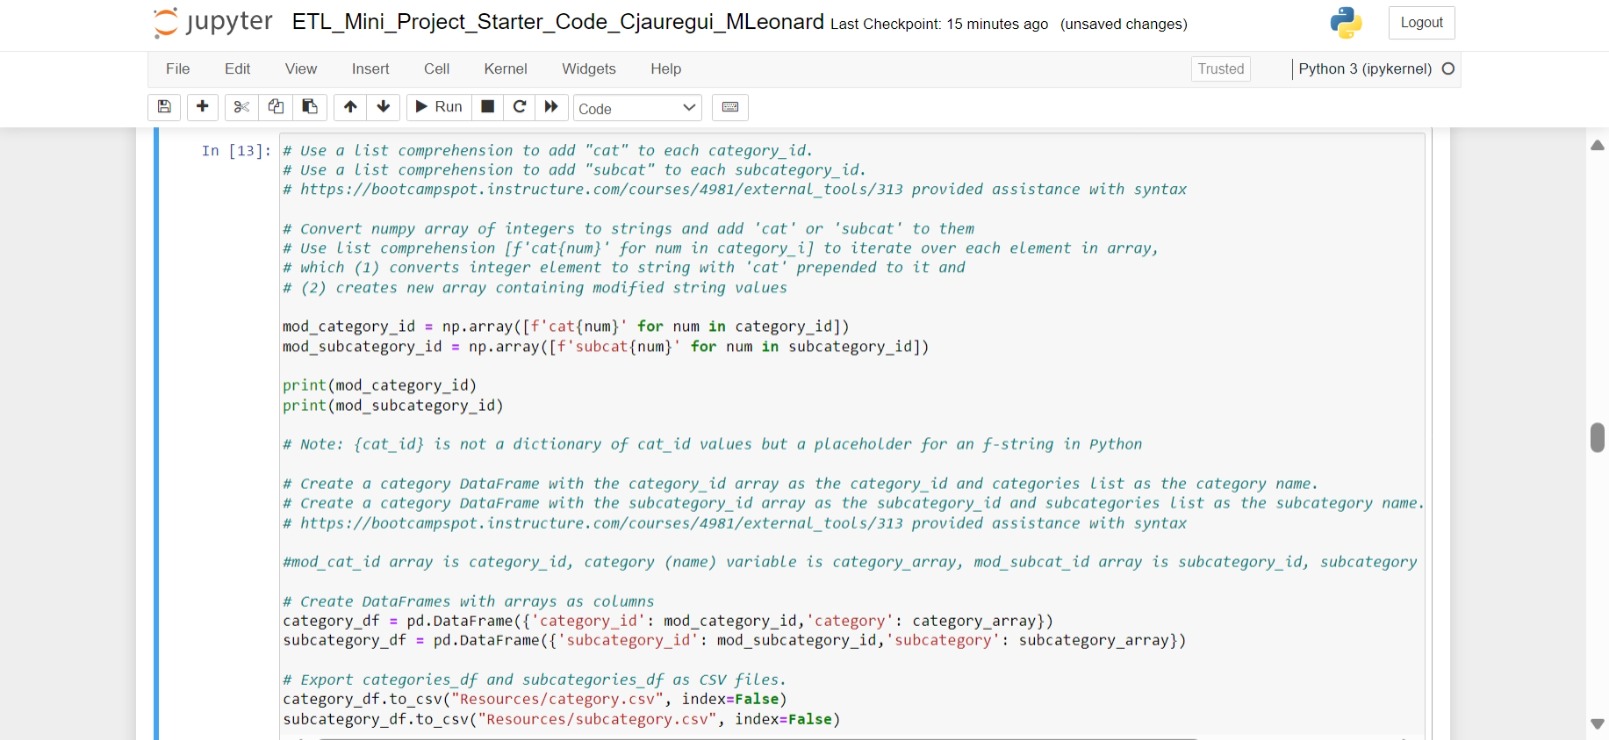 jupyter ETL_Mini_Project_Starter_Code_Cjauregui_MLeonard Last Checkpoint: 15 minutes ago (unsaved changes) Logout
File Edit View Insert Cell Kernel Widgets Help Trusted Python 3 (ipykernel)
Run Code
In [13]: # Use a list comprehension to add "cat" to each category_id.
# Use a list comprehension to add "subcat" to each subcategory_id.
# https://bootcampspot.instructure.com/courses/4981/external_tools/313 provided assistance with syntax
# Convert numpy array of integers to strings and add 'cat' or 'subcat' to them
# Use list comprehension [f'cat{num}' for num in category_i] to iterate over each element in array,
# which (1) converts integer element to string with 'cat' prepended to it and
# (2) creates new array containing modified string values
mod_category_id = np.array([f'cat{num}' for num in category_id])
mod_subcategory_id = np.array([f'subcat{num}' for num in subcategory_id])
print(mod_category_id)
print(mod_subcategory_id)
# Note: {cat_id} is not a dictionary of cat_id values but a placeholder for an f-string in Python
# Create a category DataFrame with the category_id array as the category_id and categories list as the category name.
# Create a category DataFrame with the subcategory_id array as the subcategory_id and subcategories list as the subcategory name.
# https://bootcampspot.instructure.com/courses/4981/external_tools/313 provided assistance with syntax
#mod_cat_id array is category_id, category (name) variable is category_array, mod_subcat_id array is subcategory_id, subcategory
# Create DataFrames with arrays as columns
category_df = pd.DataFrame({'category_id': mod_category_id,'category': category_array})
subcategory_df = pd.DataFrame({'subcategory_id': mod_subcategory_id,'subcategory': subcategory_array})
# Export categories_df and subcategories_df as CSV files.
category_df.to_csv("Resources/category.csv", index=False)
subcategory_df.to_csv("Resources/subcategory.csv", index=False)